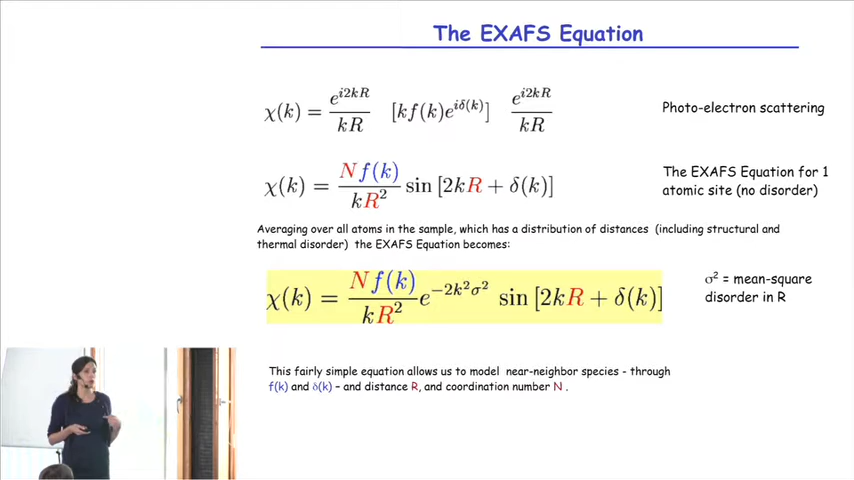 The EXAFS Equation
χ(k) = e^{i2kR}/kR [kf(k)e^{iδ(k)}] e^{i2kR}/kR
Photo-electron scattering
χ(k) = Nf(k)/kR² sin [2kR + δ(k)]
The EXAFS Equation for 1
atomic site (no disorder)
Averaging over all atoms in the sample, which has a distribution of distances (including structural and
thermal disorder) the EXAFS Equation becomes:
χ(k) = Nf(k)/kR² e^{−2k²σ²} sin [2kR + δ(k)]
σ² = mean-square
disorder in R
This fairly simple equation allows us to model near-neighbor species - through
f(k) and δ(k) – and distance R, and coordination number N .